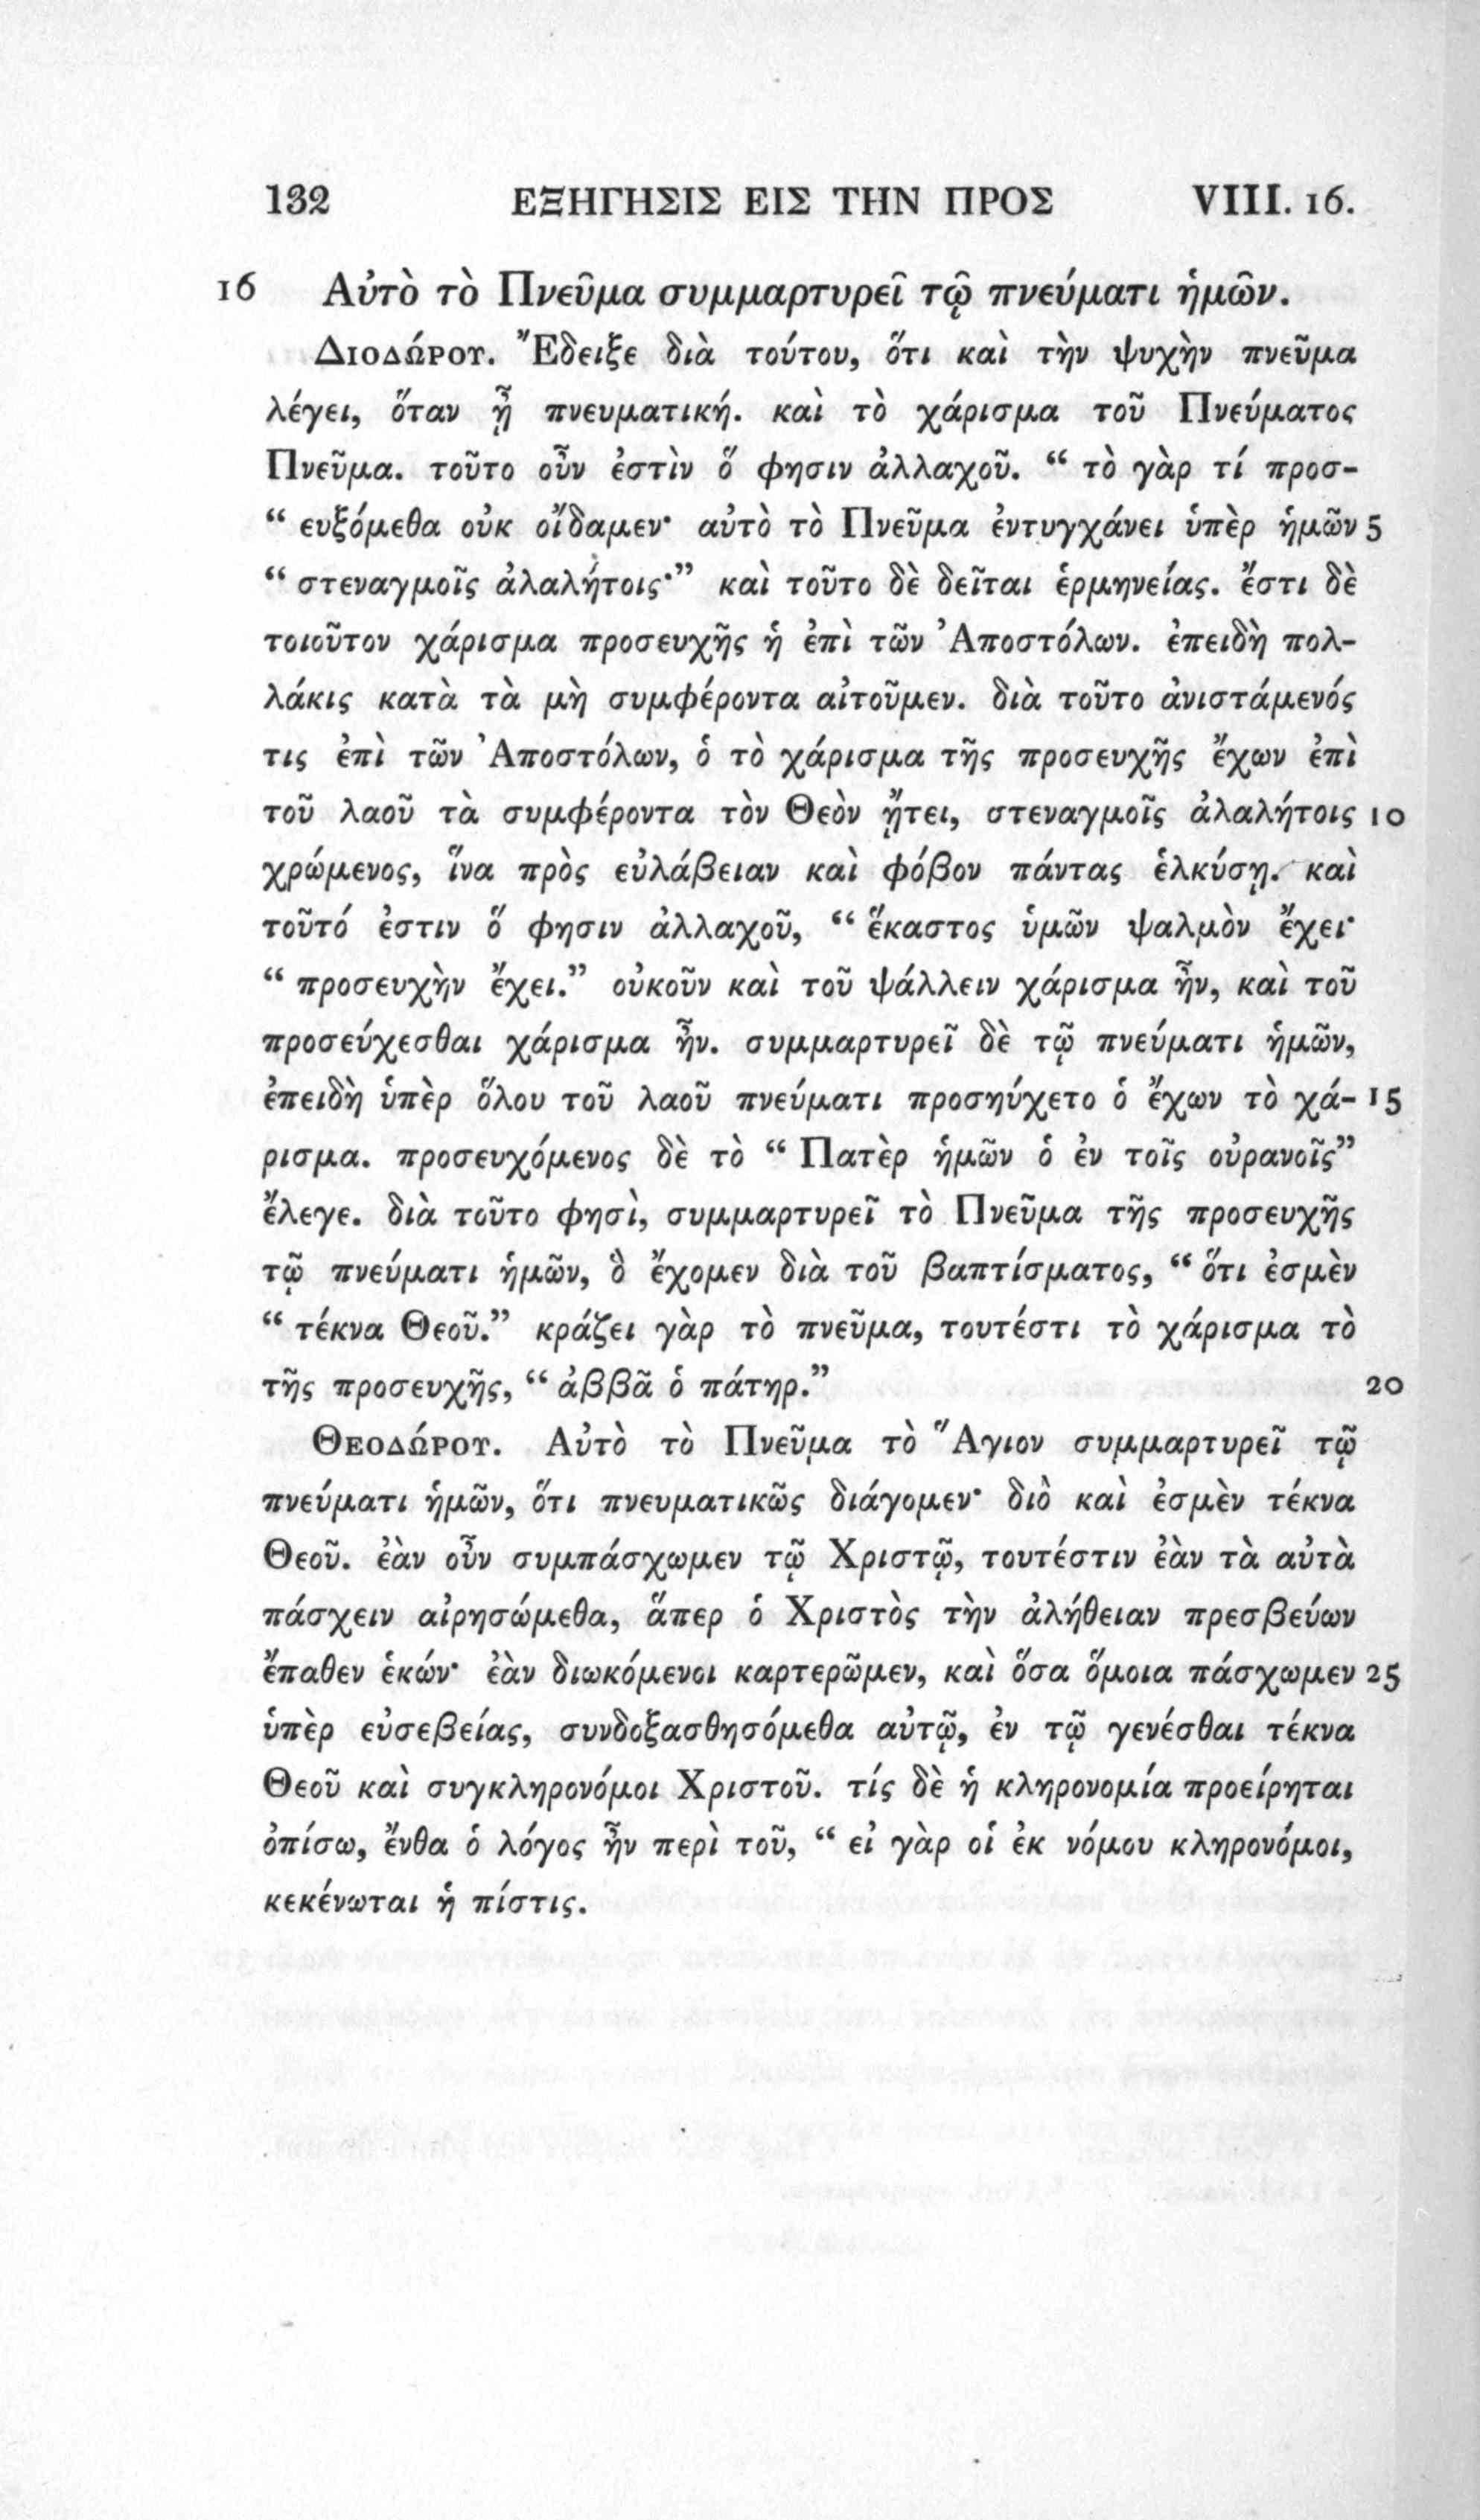 132 ΕΞΗΓΗΣΙΣ ΕΙΣ ΤΗΝ ΠΡΟΣ VIII. 16.
16 Αὐτὸ τὸ Πνεῦμα συμμαρτυρεῖ τῷ πνεύματι ἡμῶν.
Διοδώρου. Ἔδειξε διὰ τούτου, ὅτι καὶ τὴν ψυχὴν πνεῦμα
λέγει, ὅταν ᾖ πνευματική. καὶ τὸ χάρισμα τοῦ Πνεύματος
Πνεῦμα. τοῦτο οὖν ἐστὶν ὅ φησιν ἀλλαχοῦ. “ τὸ γὰρ τί προσ-
“ ευξόμεθα οὐκ οἴδαμεν· αὐτὸ τὸ Πνεῦμα ἐντυγχάνει ὑπὲρ ἡμῶν 5
“ στεναγμοῖς ἀλαλήτοις·” καὶ τοῦτο δὲ δεῖται ἑρμηνείας. ἔστι δὲ
τοιοῦτον χάρισμα προσευχῆς ἡ ἐπὶ τῶν Ἀποστόλων. ἐπειδὴ πολ-
λάκις κατὰ τὰ μὴ συμφέροντα αἰτοῦμεν. διὰ τοῦτο ἀνιστάμενός
τις ἐπὶ τῶν Ἀποστόλων, ὁ τὸ χάρισμα τῆς προσευχῆς ἔχων ἐπὶ
τοῦ λαοῦ τὰ συμφέροντα τὸν Θεὸν ᾔτει, στεναγμοῖς ἀλαλήτοις 10
χρώμενος, ἵνα πρὸς εὐλάβειαν καὶ φόβον πάντας ἑλκύσῃ. καὶ
τοῦτό ἐστιν ὅ φησιν ἀλλαχοῦ, “ ἕκαστος ὑμῶν ψαλμὸν ἔχει·
“ προσευχὴν ἔχει.” οὐκοῦν καὶ τοῦ ψάλλειν χάρισμα ἦν, καὶ τοῦ
προσεύχεσθαι χάρισμα ἦν. συμμαρτυρεῖ δὲ τῷ πνεύματι ἡμῶν,
ἐπειδὴ ὑπὲρ ὅλου τοῦ λαοῦ πνεύματι προσηύχετο ὁ ἔχων τὸ χά- 15
ρισμα. προσευχόμενος δὲ τὸ “ Πατὲρ ἡμῶν ὁ ἐν τοῖς οὐρανοῖς”
ἔλεγε. διὰ τοῦτο φησὶ, συμμαρτυρεῖ τὸ Πνεῦμα τῆς προσευχῆς
τῷ πνεύματι ἡμῶν, ὃ ἔχομεν διὰ τοῦ βαπτίσματος, “ ὅτι ἐσμὲν
“ τέκνα Θεοῦ.” κράζει γὰρ τὸ πνεῦμα, τουτέστι τὸ χάρισμα τὸ
τῆς προσευχῆς, “ ἀββᾶ ὁ πάτηρ.” 20
Θεοδώρου. Αὐτὸ τὸ Πνεῦμα τὸ Ἅγιον συμμαρτυρεῖ τῷ
πνεύματι ἡμῶν, ὅτι πνευματικῶς διάγομεν· διὸ καὶ ἐσμὲν τέκνα
Θεοῦ. ἐὰν οὖν συμπάσχωμεν τῷ Χριστῷ, τουτέστιν ἐὰν τὰ αὐτὰ
πάσχειν αἱρησώμεθα, ἅπερ ὁ Χριστὸς τὴν ἀλήθειαν πρεσβεύων
ἔπαθεν ἑκών· ἐὰν διωκόμενοι καρτερῶμεν, καὶ ὅσα ὅμοια πάσχωμεν 25
ὑπὲρ εὐσεβείας, συνδοξασθησόμεθα αὐτῷ, ἐν τῷ γενέσθαι τέκνα
Θεοῦ καὶ συγκληρονόμοι Χριστοῦ. τίς δὲ ἡ κληρονομία προείρηται
ὀπίσω, ἔνθα ὁ λόγος ἦν περὶ τοῦ, “ εἰ γὰρ οἱ ἐκ νόμου κληρονόμοι,
κεκένωται ἡ πίστις.